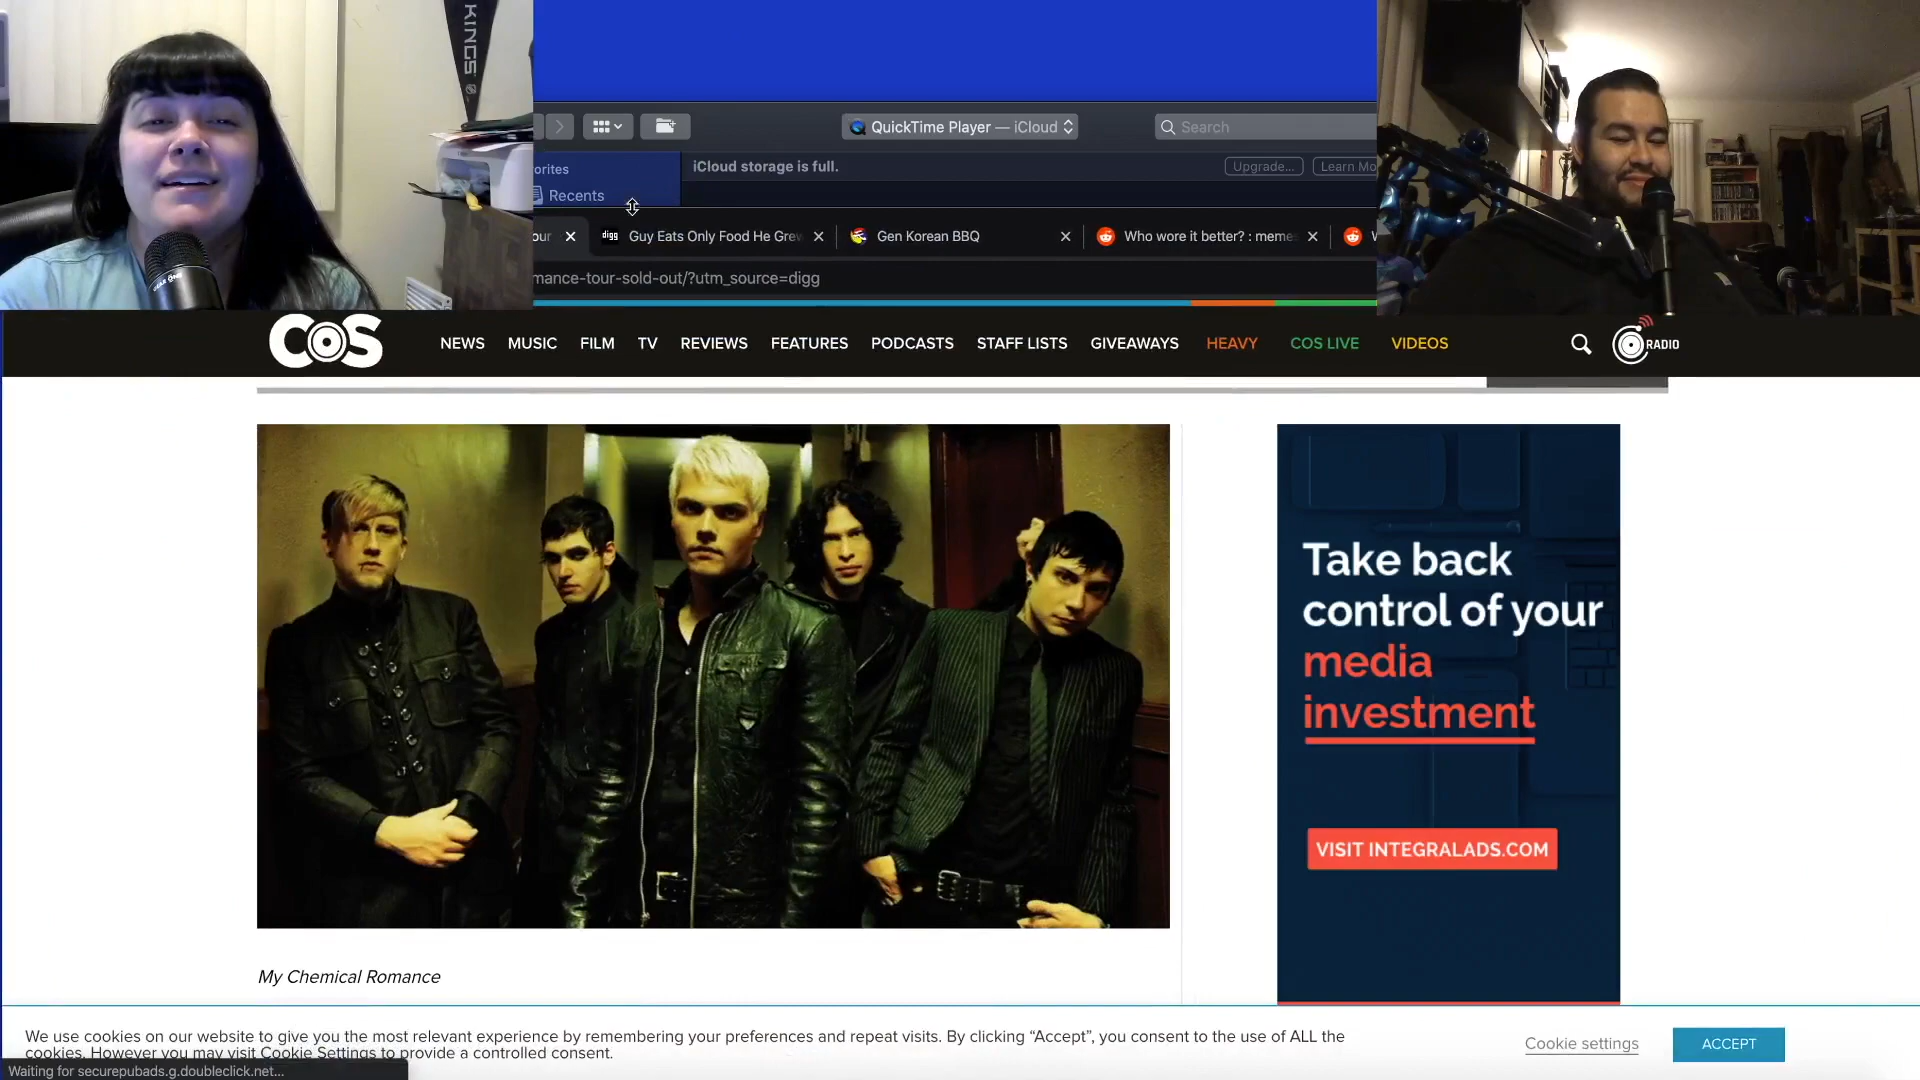 KINGS
QuickTime Player — iCloud
Search
orites
iCloud storage is full.
Upgrade...
Learn Mo
Recents
our
digg
Guy Eats Only Food He Grew
Gen Korean BBQ
Who wore it better? : meme
W
mance-tour-sold-out/?utm_source=digg
COS
NEWS
MUSIC
FILM
TV
REVIEWS
FEATURES
PODCASTS
STAFF LISTS
GIVEAWAYS
HEAVY
COS LIVE
VIDEOS
RADIO
Take back
control of your
media
investment
VISIT INTEGRALADS.COM
My Chemical Romance
We use cookies on our website to give you the most relevant experience by remembering your preferences and repeat visits. By clicking “Accept”, you consent to the use of ALL the
cookies. However you may visit Cookie Settings to provide a controlled consent.
Cookie settings
ACCEPT
Waiting for securepubads.g.doubleclick.net...